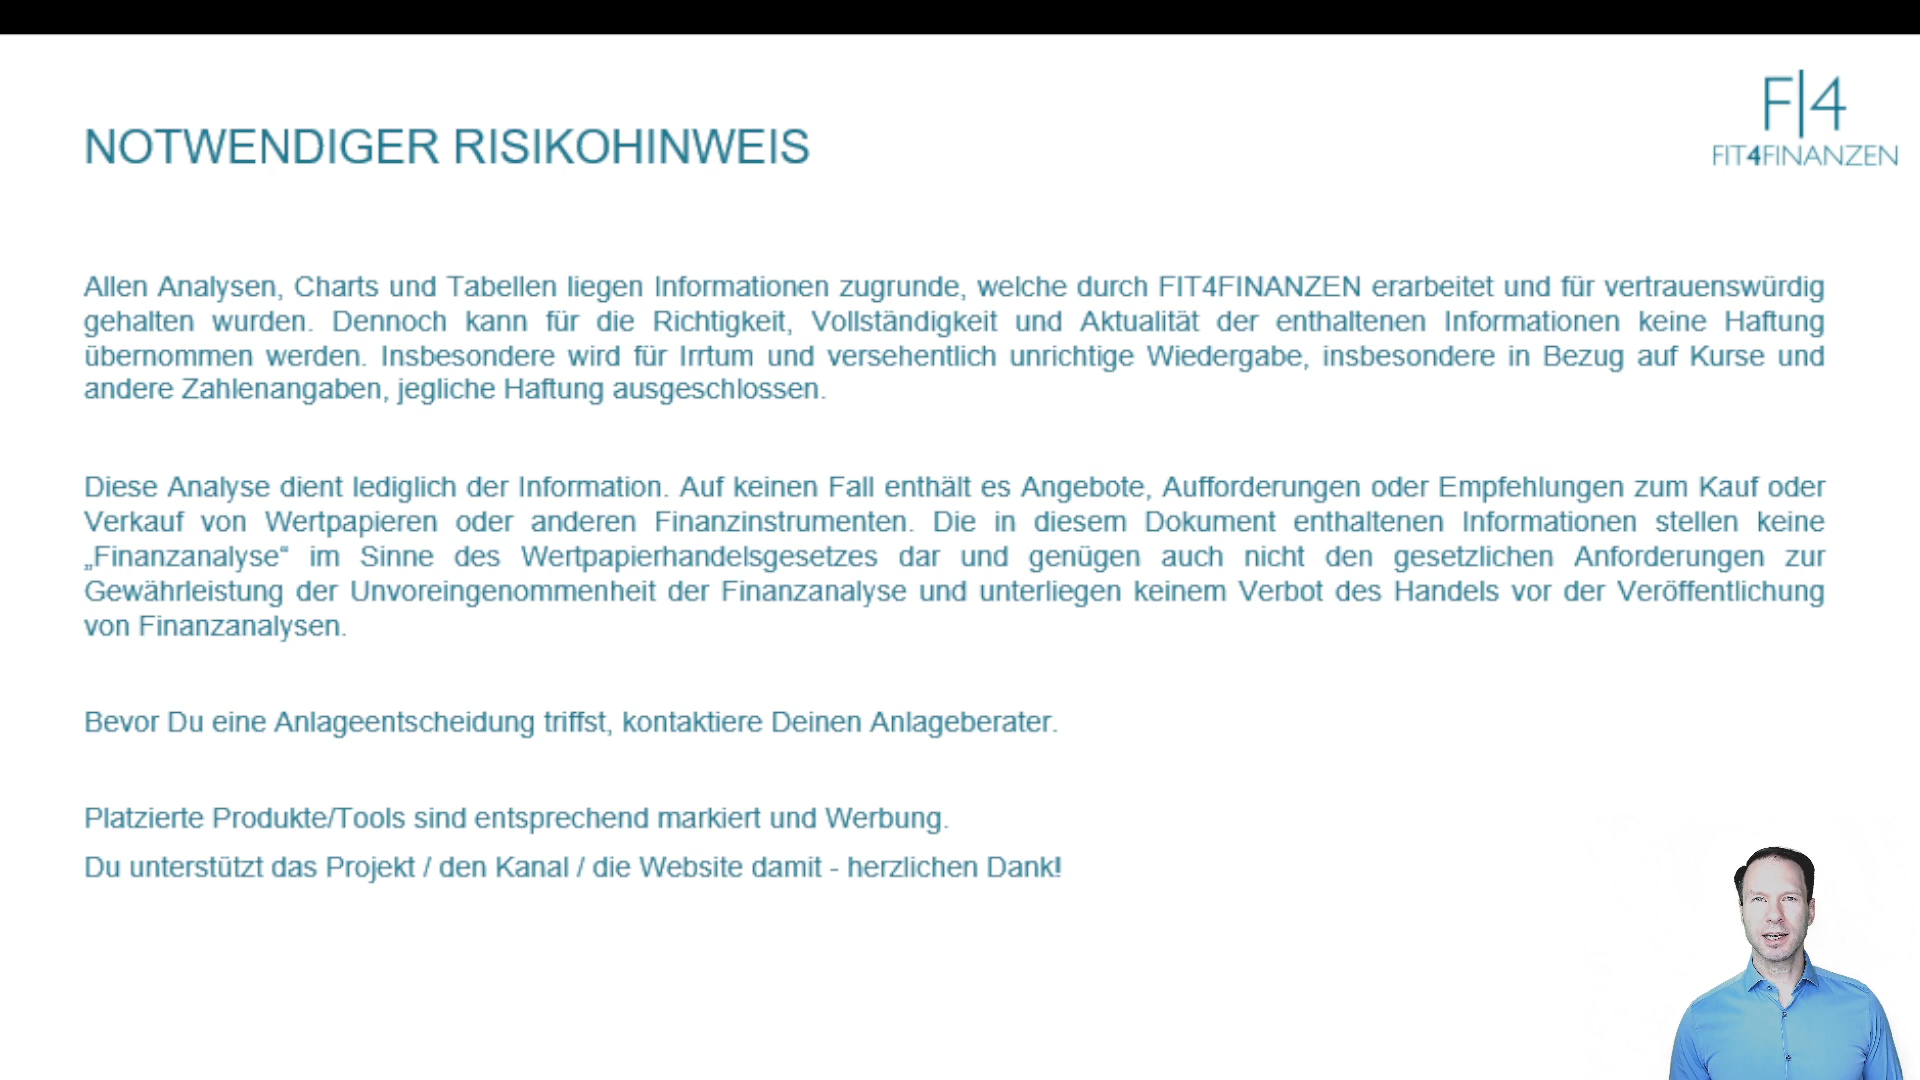 F|4
FIT4FINANZEN
NOTWENDIGER RISIKOHINWEIS
Allen Analysen, Charts und Tabellen liegen Informationen zugrunde, welche durch FIT4FINANZEN erarbeitet und für vertrauenswürdig
gehalten wurden. Dennoch kann für die Richtigkeit, Vollständigkeit und Aktualität der enthaltenen Informationen keine Haftung
übernommen werden. Insbesondere wird für Irrtum und versehentlich unrichtige Wiedergabe, insbesondere in Bezug auf Kurse und
andere Zahlenangaben, jegliche Haftung ausgeschlossen.
Diese Analyse dient lediglich der Information. Auf keinen Fall enthält es Angebote, Aufforderungen oder Empfehlungen zum Kauf oder
Verkauf von Wertpapieren oder anderen Finanzinstrumenten. Die in diesem Dokument enthaltenen Informationen stellen keine
„Finanzanalyse“ im Sinne des Wertpapierhandelsgesetzes dar und genügen auch nicht den gesetzlichen Anforderungen zur
Gewährleistung der Unvoreingenommenheit der Finanzanalyse und unterliegen keinem Verbot des Handels vor der Veröffentlichung
von Finanzanalysen.
Bevor Du eine Anlageentscheidung triffst, kontaktiere Deinen Anlageberater.
Platzierte Produkte/Tools sind entsprechend markiert und Werbung.
Du unterstützt das Projekt / den Kanal / die Website damit - herzlichen Dank!